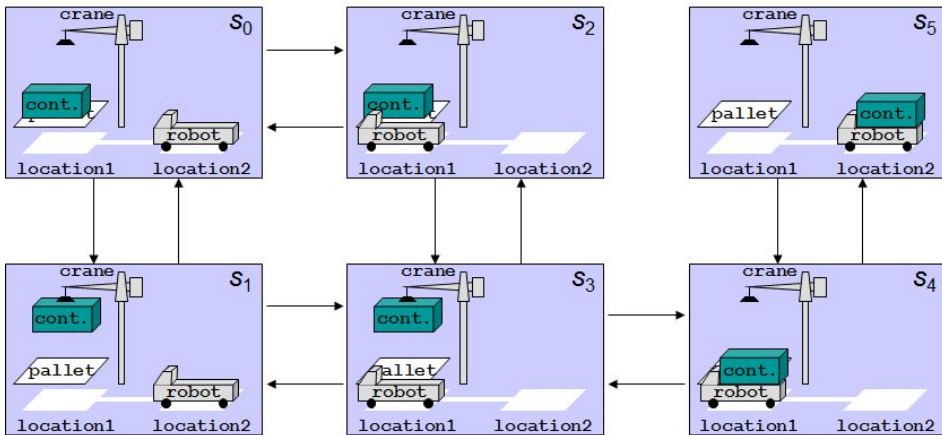 crane s₀
cont.
robot
location1 location2
crane s₂
cont.
robot
location1 location2
crane s₅
pallet cont.
robot
location1 location2
crane s₁
cont.
pallet
robot
location1 location2
crane s₃
cont.
pallet
robot
location1 location2
crane s₄
cont.
robot
location1 location2